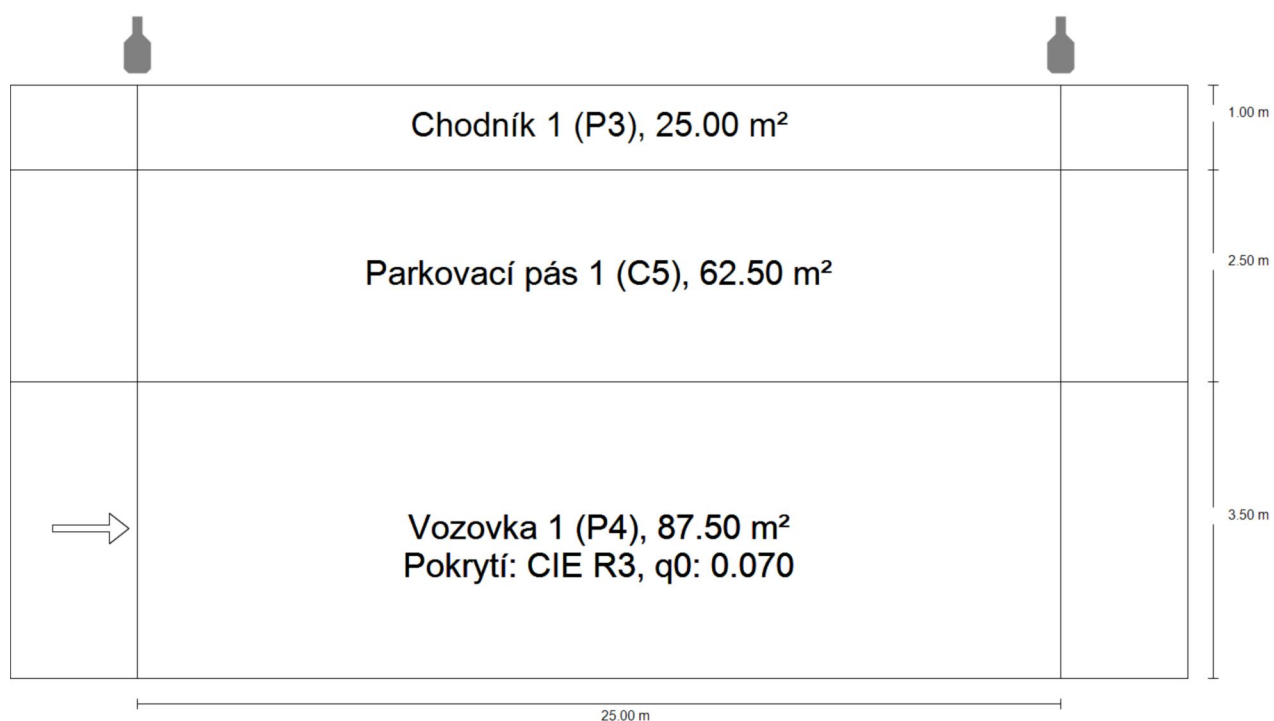 Chodník 1 (P3), 25.00 m²
1.00 m
Parkovací pás 1 (C5), 62.50 m²
2.50 m
Vozovka 1 (P4), 87.50 m²
Pokrytí: CIE R3, q0: 0.070
3.50 m
25.00 m